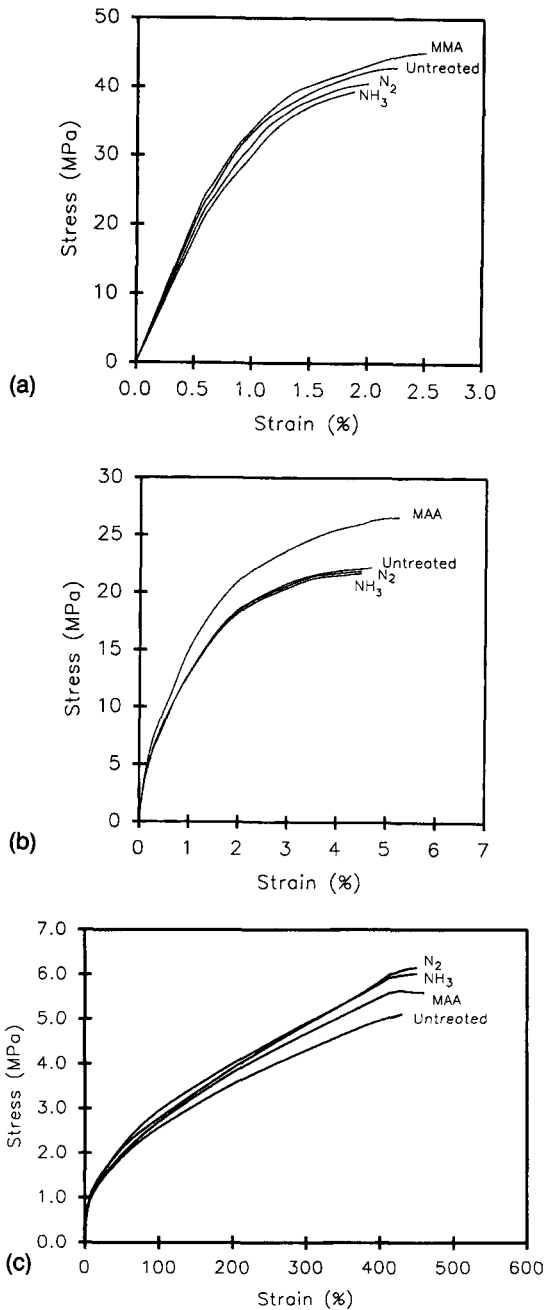 50
40
30
20
10
0
Stress (MPa)
MMA
Untreated
N2
NH3
0.0 0.5 1.0 1.5 2.0 2.5 3.0
Strain (%)
(a)
30
25
20
15
10
5
0
Stress (MPa)
MAA
Untreated
N2
NH3
0 1 2 3 4 5 6 7
Strain (%)
(b)
7.0
6.0
5.0
4.0
3.0
2.0
1.0
0.0
Stress (MPa)
N2
NH3
MAA
Untreated
0 100 200 300 400 500 600
Strain (%)
(c)